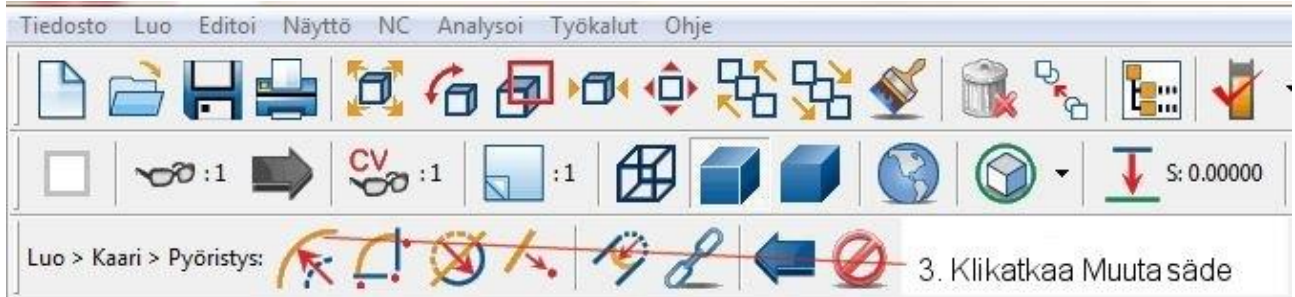 Tiedosto Luo Editoi Näyttö NC Analysoi Työkalut Ohje
:1 CV :1 :1 S: 0.00000
Luo > Kaari > Pyöristys: 3. Klikatkaa Muuta säde